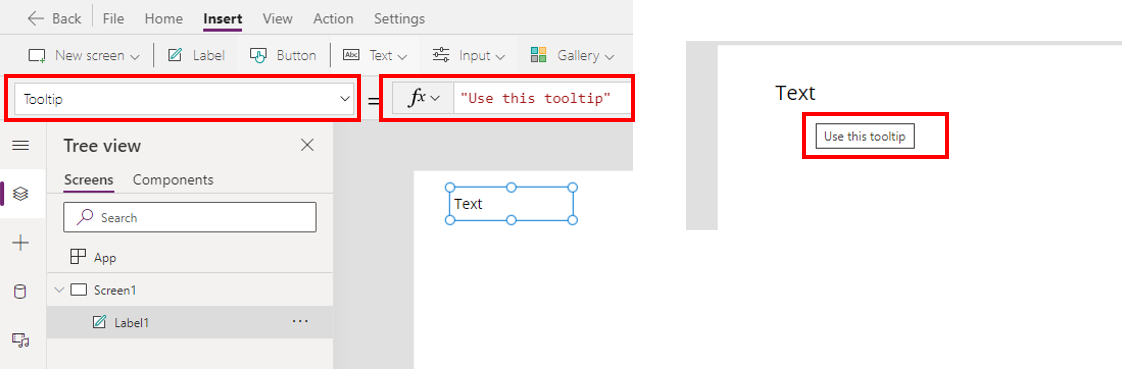 Back File Home Insert View Action Settings
New screen Label Button Abc Text Input Gallery
Tooltip = fx "Use this tooltip"
Tree view
Screens Components
Search
App
Screen1
Label1 ...
Text
Text
Use this tooltip